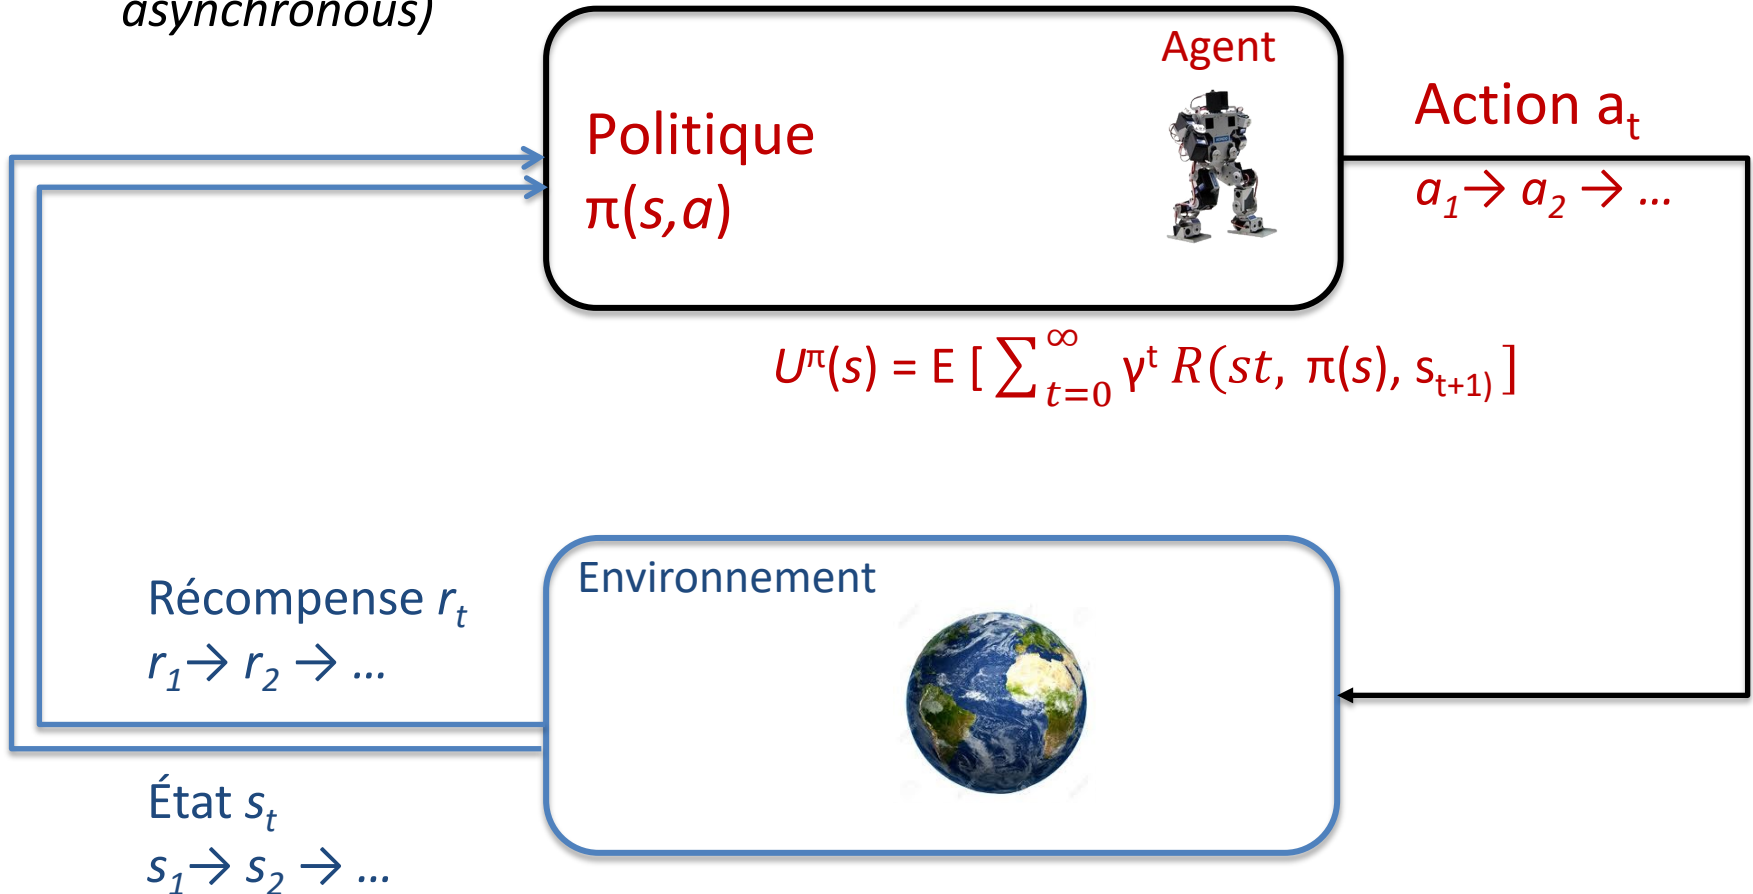 asynchronous)
Agent
Politique
π(s,a)
Action aₜ
a₁→ a₂ → ...
Uπ(s) = E [ ∑ₜ₌₀^∞ γᵗ R(st, π(s), sₜ₊₁₎ ]
Environnement
Récompense rₜ
r₁→ r₂ → ...
État sₜ
s₁→ s₂ → ...